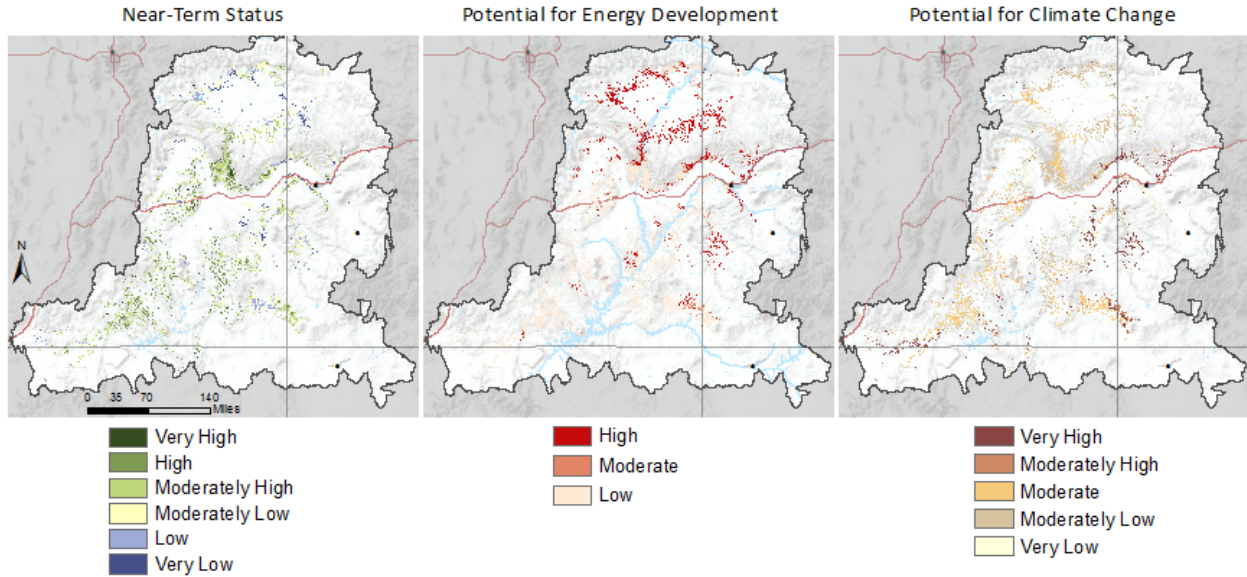 Near-Term Status
Potential for Energy Development
Potential for Climate Change
N
0 35 70 140
Miles
Very High
High
Moderately High
Moderately Low
Low
Very Low
High
Moderate
Low
Very High
Moderately High
Moderate
Moderately Low
Very Low